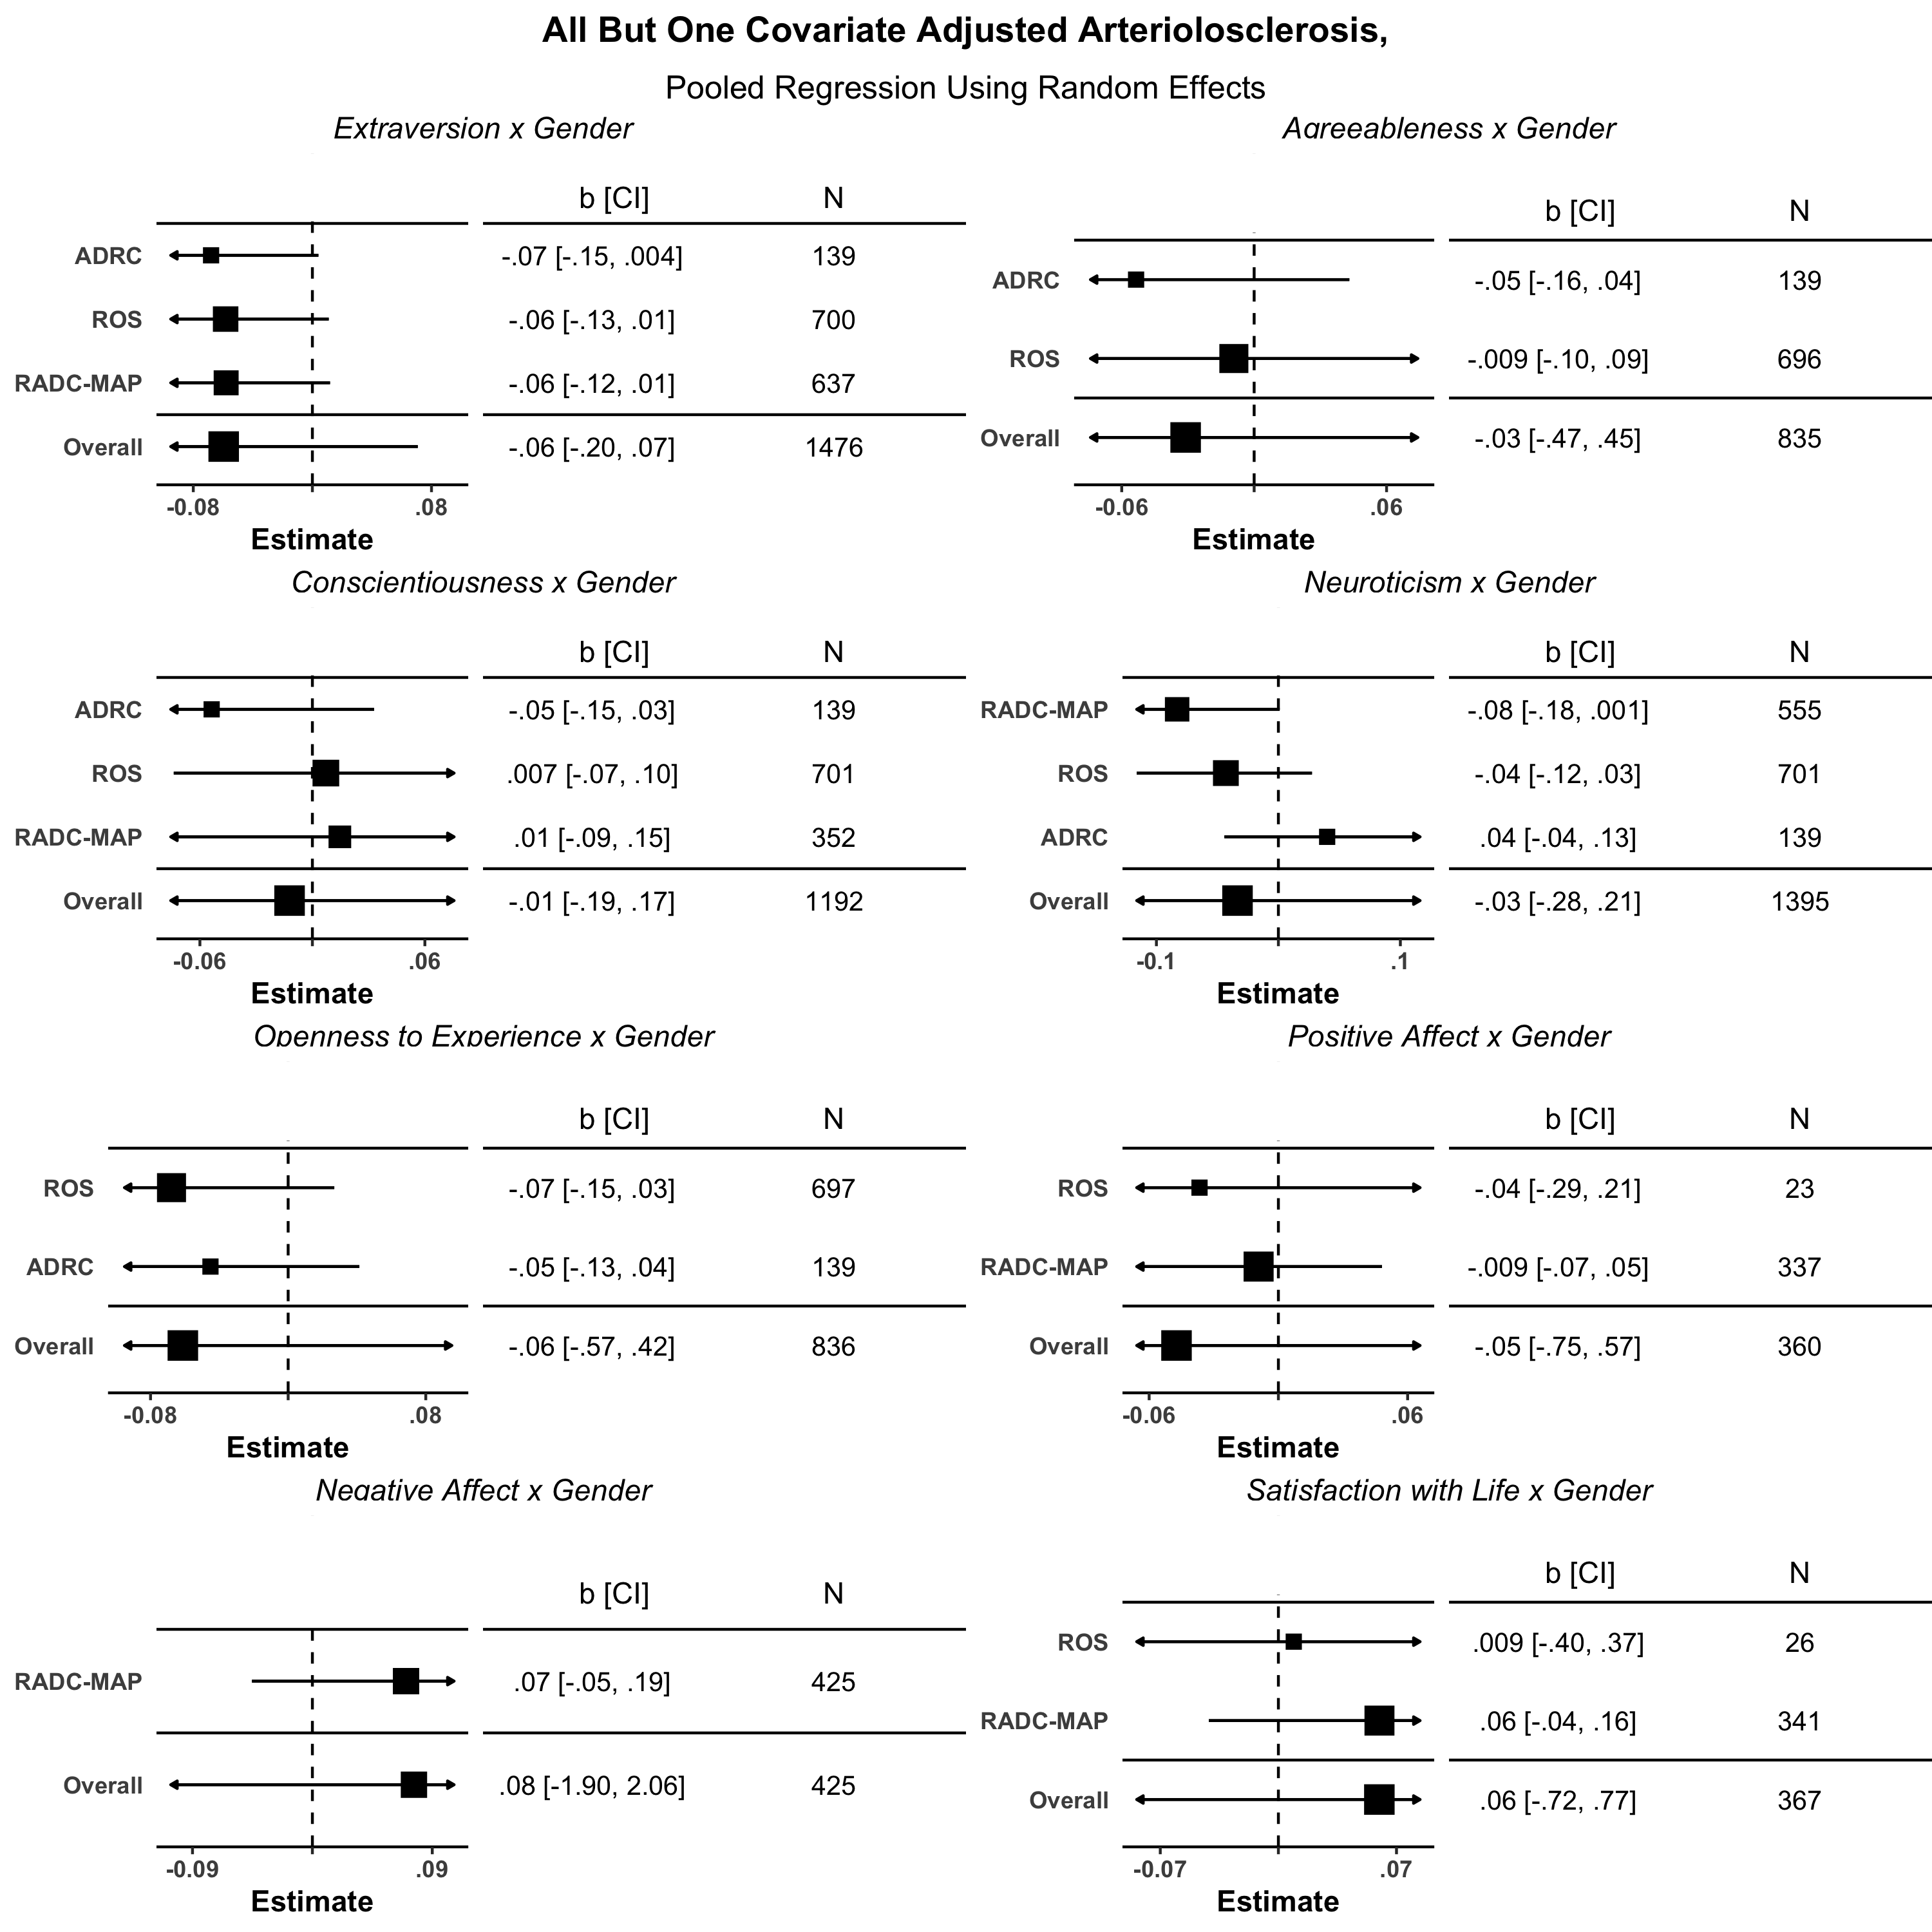 All But One Covariate Adjusted Arteriolosclerosis,
Pooled Regression Using Random Effects
Extraversion x Gender
b [CI] N
ADRC -.07 [-.15, .004] 139
ROS -.06 [-.13, .01] 700
RADC-MAP -.06 [-.12, .01] 637
Overall -.06 [-.20, .07] 1476
-0.08 .08
Estimate
Agreeableness x Gender
b [CI] N
ADRC -.05 [-.16, .04] 139
ROS -.009 [-.10, .09] 696
Overall -.03 [-.47, .45] 835
-0.06 .06
Estimate
Conscientiousness x Gender
b [CI] N
ADRC -.05 [-.15, .03] 139
ROS .007 [-.07, .10] 701
RADC-MAP .01 [-.09, .15] 352
Overall -.01 [-.19, .17] 1192
-0.06 .06
Estimate
Neuroticism x Gender
b [CI] N
RADC-MAP -.08 [-.18, .001] 555
ROS -.04 [-.12, .03] 701
ADRC .04 [-.04, .13] 139
Overall -.03 [-.28, .21] 1395
-0.1 .1
Estimate
Openness to Experience x Gender
b [CI] N
ROS -.07 [-.15, .03] 697
ADRC -.05 [-.13, .04] 139
Overall -.06 [-.57, .42] 836
-0.08 .08
Estimate
Positive Affect x Gender
b [CI] N
ROS -.04 [-.29, .21] 23
RADC-MAP -.009 [-.07, .05] 337
Overall -.05 [-.75, .57] 360
-0.06 .06
Estimate
Negative Affect x Gender
b [CI] N
RADC-MAP .07 [-.05, .19] 425
Overall .08 [-1.90, 2.06] 425
-0.09 .09
Estimate
Satisfaction with Life x Gender
b [CI] N
ROS .009 [-.40, .37] 26
RADC-MAP .06 [-.04, .16] 341
Overall .06 [-.72, .77] 367
-0.07 .07
Estimate